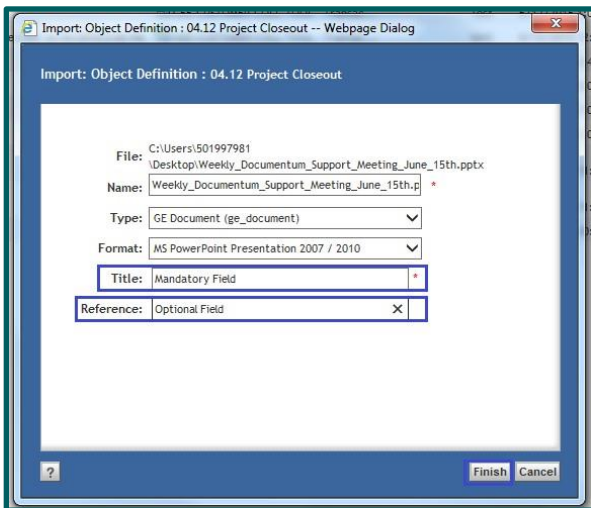 Import: Object Definition : 04.12 Project Closeout -- Webpage Dialog
Import: Object Definition : 04.12 Project Closeout
File: C:\Users\501997981
\Desktop\Weekly_Documentum_Support_Meeting_June_15th.pptx
Name: Weekly_Documentum_Support_Meeting_June_15th.p *
Type: GE Document (ge_document)
Format: MS PowerPoint Presentation 2007 / 2010
Title: Mandatory Field *
Reference: Optional Field X
? Finish Cancel